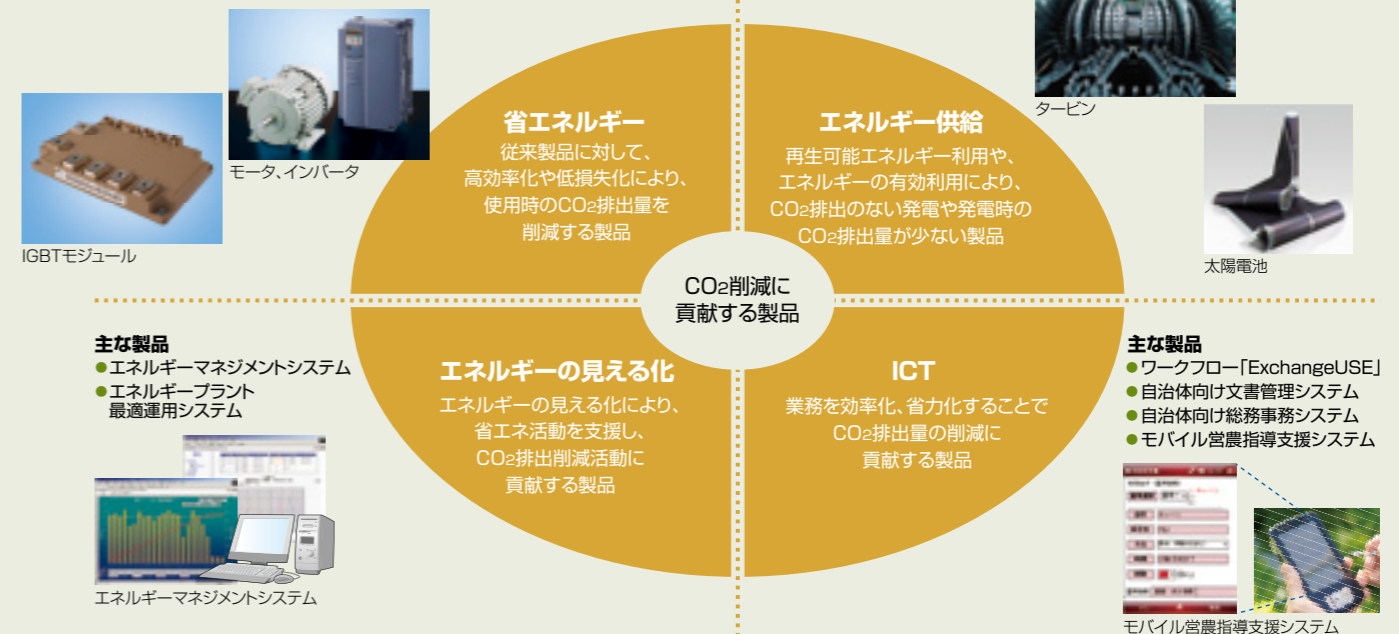 省エネルギー
従来製品に対して、
高効率化や低損失化により、
使用時のCO2排出量を
削減する製品
モータ、インバータ
IGBTモジュール
エネルギー供給
再生可能エネルギー利用や、
エネルギーの有効利用により、
CO2排出のない発電や発電時の
CO2排出量が少ない製品
タービン
太陽電池
CO2削減に
貢献する製品
主な製品
●エネルギーマネジメントシステム
●エネルギープラント
最適運用システム
エネルギーマネジメントシステム
エネルギーの見える化
エネルギーの見える化により、
省エネ活動を支援し、
CO2排出削減活動に
貢献する製品
ICT
業務を効率化、省力化することで
CO2排出量の削減に
貢献する製品
主な製品
●ワークフロー「ExchangeUSE」
●自治体向け文書管理システム
●自治体向け総務事務システム
●モバイル営農指導支援システム
モバイル営農指導支援システム